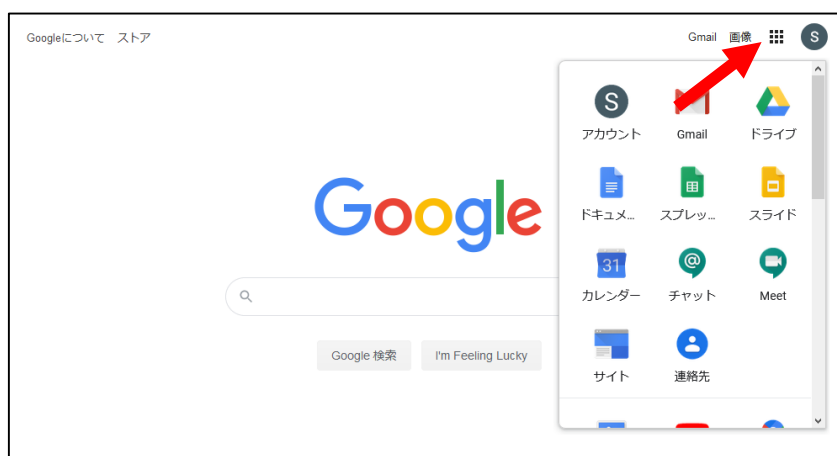 Googleについて ストア
Gmail 画像 S
S
アカウント Gmail ドライブ
Google
ドキュメ... スプレッ... スライド
31 @
カレンダー チャット Meet
サイト 連絡先
Google 検索 I'm Feeling Lucky